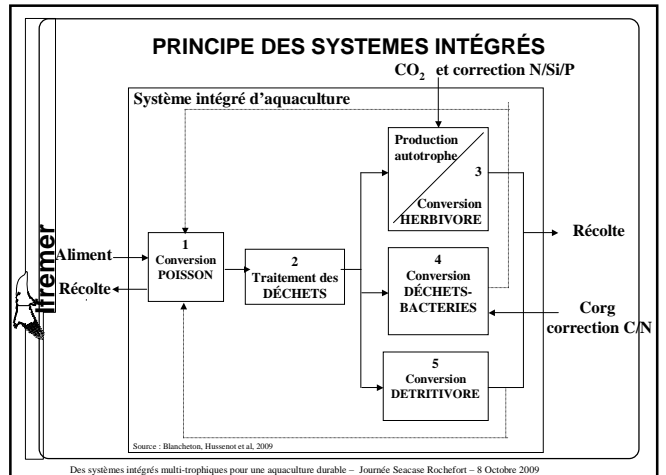 PRINCIPE DES SYSTEMES INTÉGRÉS
CO2 et correction N/Si/P
Système intégré d'aquaculture
Production
autotrophe
3
Conversion
HERBIVORE
Aliment
Récolte
1
Conversion
POISSON
2
Traitement des
DÉCHETS
4
Conversion
DÉCHETS-
BACTERIES
5
Conversion
DETRITIVORE
Récolte
Corg
correction C/N
Ifremer
Source : Blancheton, Hussenot et al, 2009
Des systèmes intégrés multi-trophiques pour une aquaculture durable – Journée Seacase Rochefort – 8 Octobre 2009